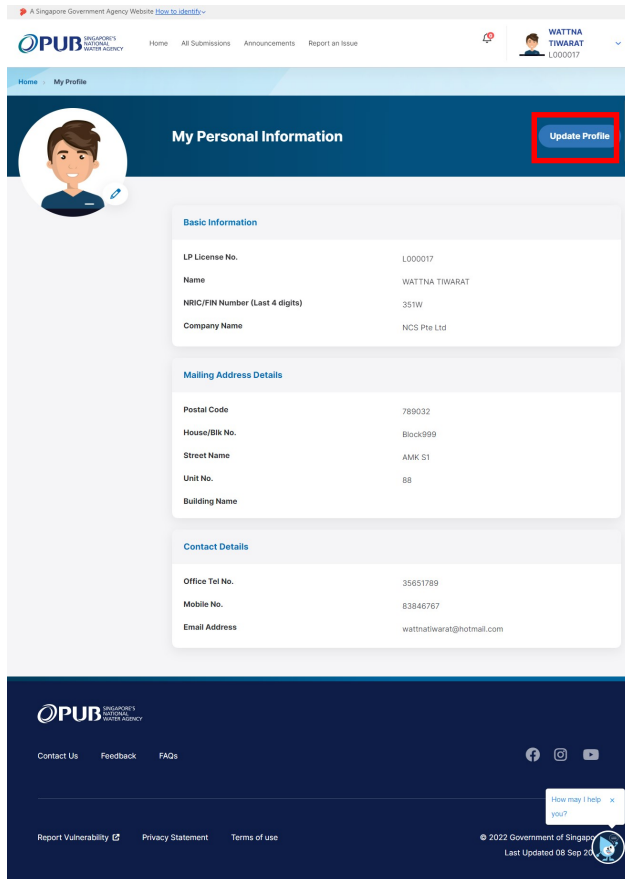 A Singapore Government Agency Website How to identify
PUB SINGAPORE'S
NATIONAL
WATER AGENCY
Home All Submissions Announcements Report an Issue
0
WATTNA
TIWARAT
L000017
Home My Profile
My Personal Information
Update Profile
Basic Information
LP License No. L000017
Name WATTNA TIWARAT
NRIC/FIN Number (Last 4 digits) 351W
Company Name NCS Pte Ltd
Mailing Address Details
Postal Code 789032
House/Blk No. Block999
Street Name AMK S1
Unit No. 88
Building Name
Contact Details
Office Tel No. 35651789
Mobile No. 83846767
Email Address wattnatiwarat@hotmail.com
PUB SINGAPORE'S
NATIONAL
WATER AGENCY
Contact Us Feedback FAQs
How may I help x
you?
Report Vulnerability Privacy Statement Terms of use
© 2022 Government of Singapo
Last Updated 08 Sep 20